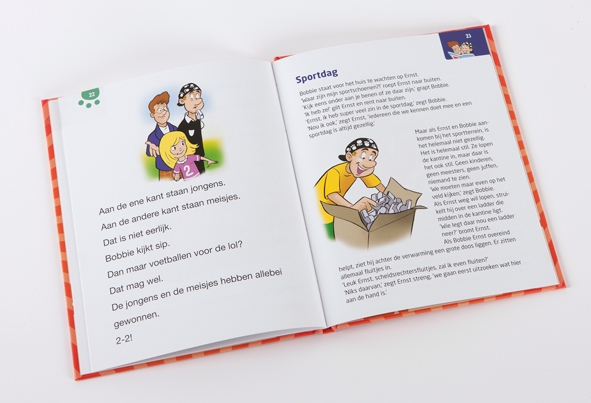 22
Aan de ene kant staan jongens.
Aan de andere kant staan meisjes.
Dat is niet eerlijk.
Bobbie kijkt sip.
Dan maar voetballen voor de lol?
Dat mag wel.
De jongens en de meisjes hebben allebei
gewonnen.
2-2!
2
21
Sportdag
Bobbie staat voor het huis te wachten op Ernst.
'Waar zijn mijn sportschoenen?!' roept Ernst naar buiten.
'Kijk eens onder aan je benen of ze daar zijn,' grapt Bobbie.
'Ik heb ze!' gilt Ernst en rent naar buiten.
'Ernst, ik heb super veel zin in de sportdag,' zegt Bobbie.
'Nou ik ook,' zegt Ernst, 'iedereen die we kennen doet mee en een
sportdag is altijd gezellig.'
Maar als Ernst en Bobbie aan-
komen bij het sportterrein, is
het helemaal niet gezellig.
Het is helemaal stil. Ze lopen
de kantine in, maar daar is
het ook stil. Geen kinderen,
geen meesters, geen juffen,
niemand te zien.
'We moeten maar even op het
veld kijken,' zegt Bobbie.
Als Ernst weg wil lopen, strui-
kelt hij over een ladder die
midden in de kantine ligt.
'Wie legt daar nou een ladder
neer?' bromt Ernst.
Als Bobbie Ernst overeind
helpt, ziet hij achter de verwarming een grote doos liggen. Er zitten
allemaal fluitjes in.
'Leuk Ernst, scheidsrechtersfluitjes, zal ik even fluiten?'
'Niks daarvan,' zegt Ernst streng, 'we gaan eerst uitzoeken wat hier
aan de hand is.'